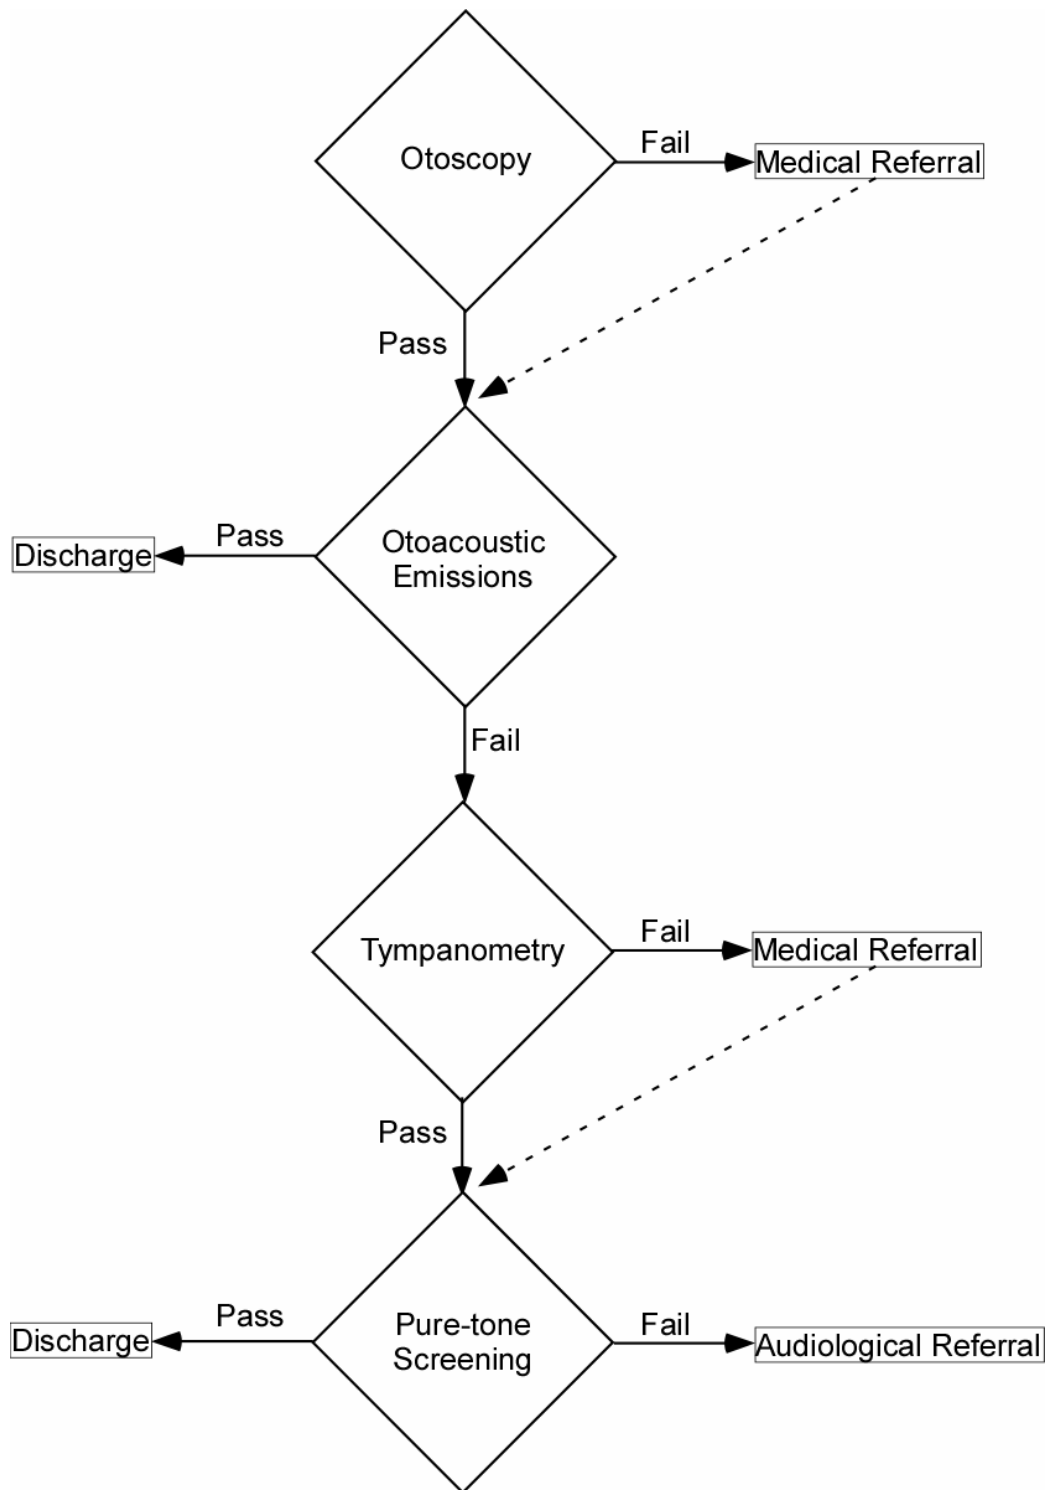 Otoscopy
Fail
Medical Referral
Pass
Otoacoustic
Emissions
Pass
Discharge
Fail
Tympanometry
Fail
Medical Referral
Pass
Pure-tone
Screening
Pass
Discharge
Fail
Audiological Referral